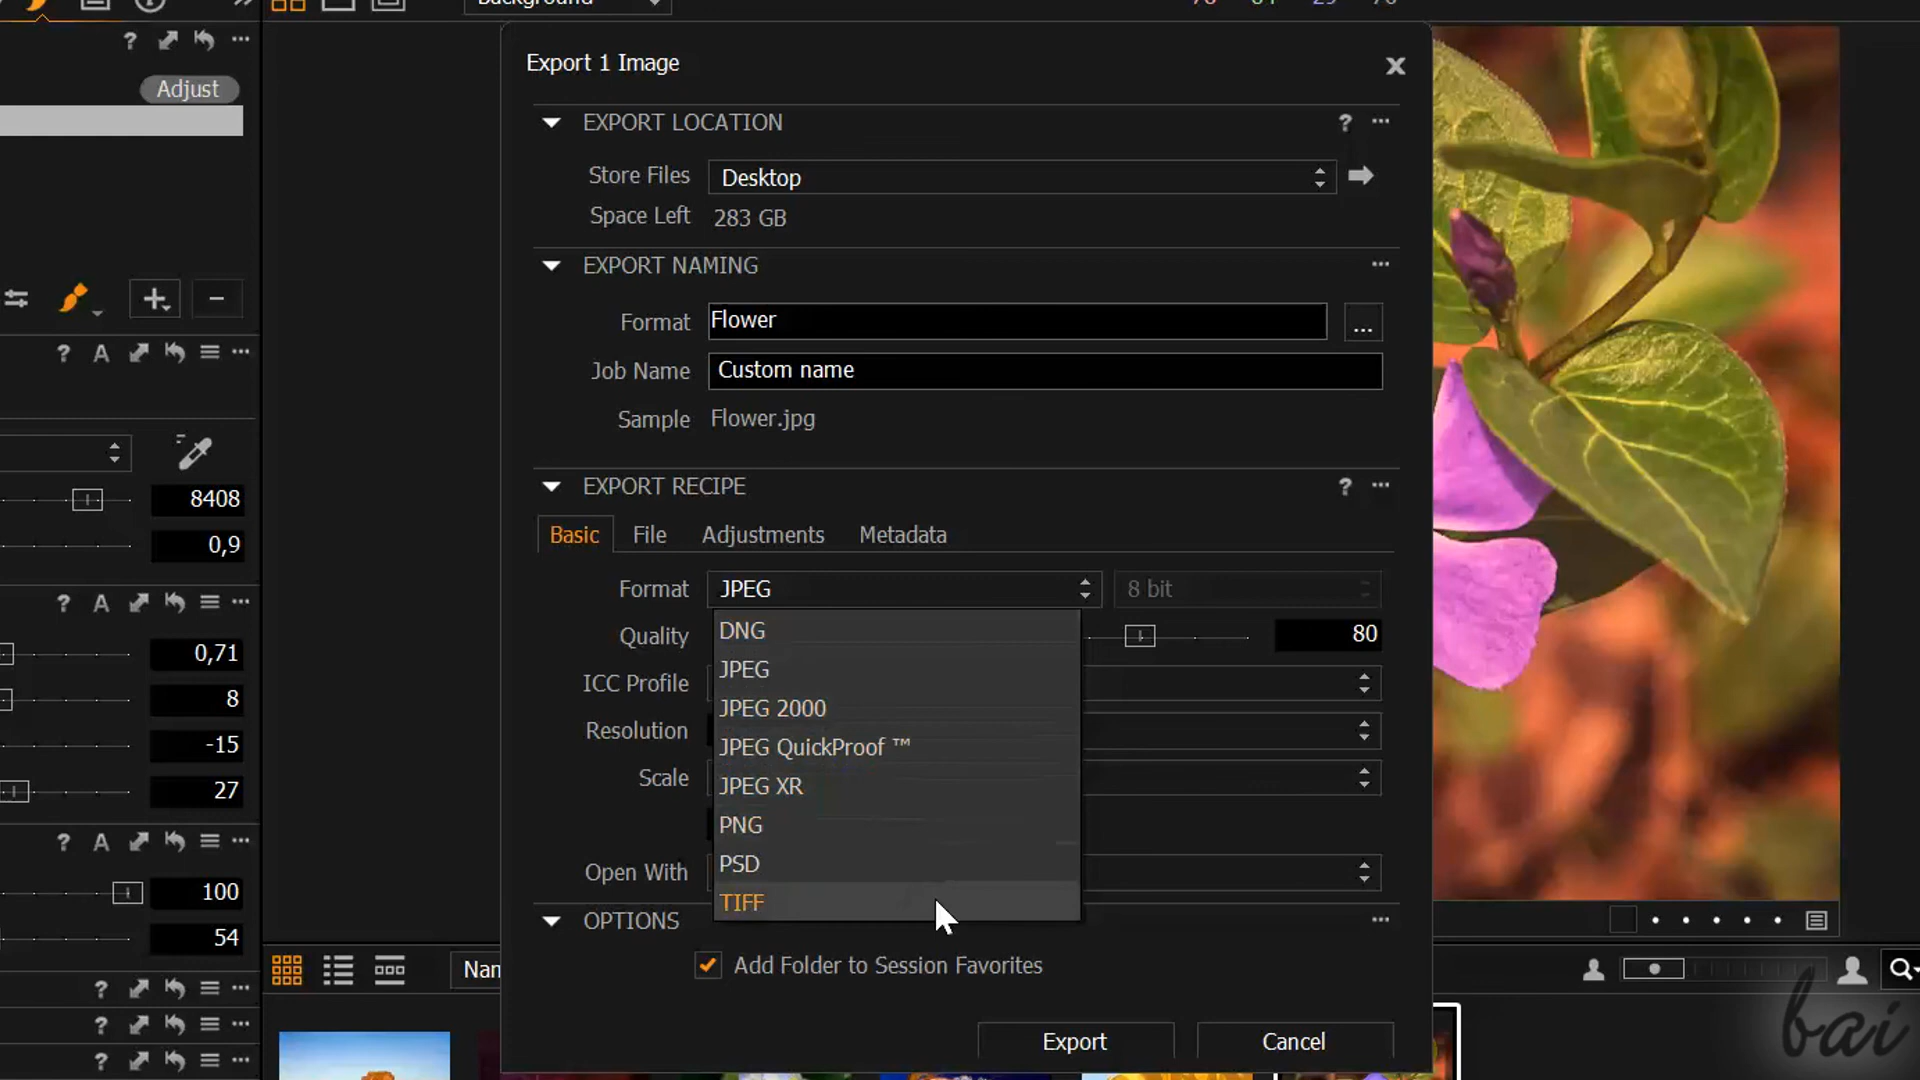 Background
Export 1 Image
Adjust
EXPORT LOCATION
Store Files Desktop
Space Left 283 GB
EXPORT NAMING
Format Flower ...
Job Name Custom name
Sample Flower.jpg
EXPORT RECIPE
Basic File Adjustments Metadata
Format JPEG 8 bit
DNG
Quality 80
JPEG
ICC Profile
JPEG 2000
Resolution
JPEG QuickProof ™
Scale
JPEG XR
PNG
PSD
Open With
TIFF
OPTIONS
Add Folder to Session Favorites
Export Cancel
? A
8408
0,9
? A
0,71
8
-15
27
? A
100
54
Nan
bai